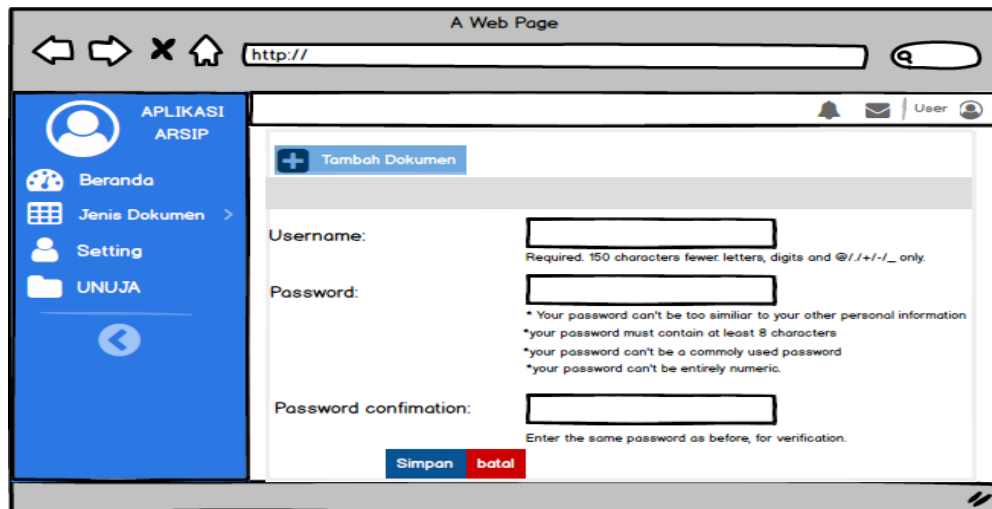 A Web Page
http://
APLIKASI
ARSIP
User
Tambah Dokumen
Beranda
Jenis Dokumen >
Setting
UNUJA
Username:
Required. 150 characters fewer. letters, digits and @/./+/-/_ only.
Password:
* Your password can't be too similiar to your other personal information
*your password must contain at least 8 characters
*your password can't be a commoly used password
*your password can't be entirely numeric.
Password confimation:
Enter the same password as before, for verification.
Simpan batal